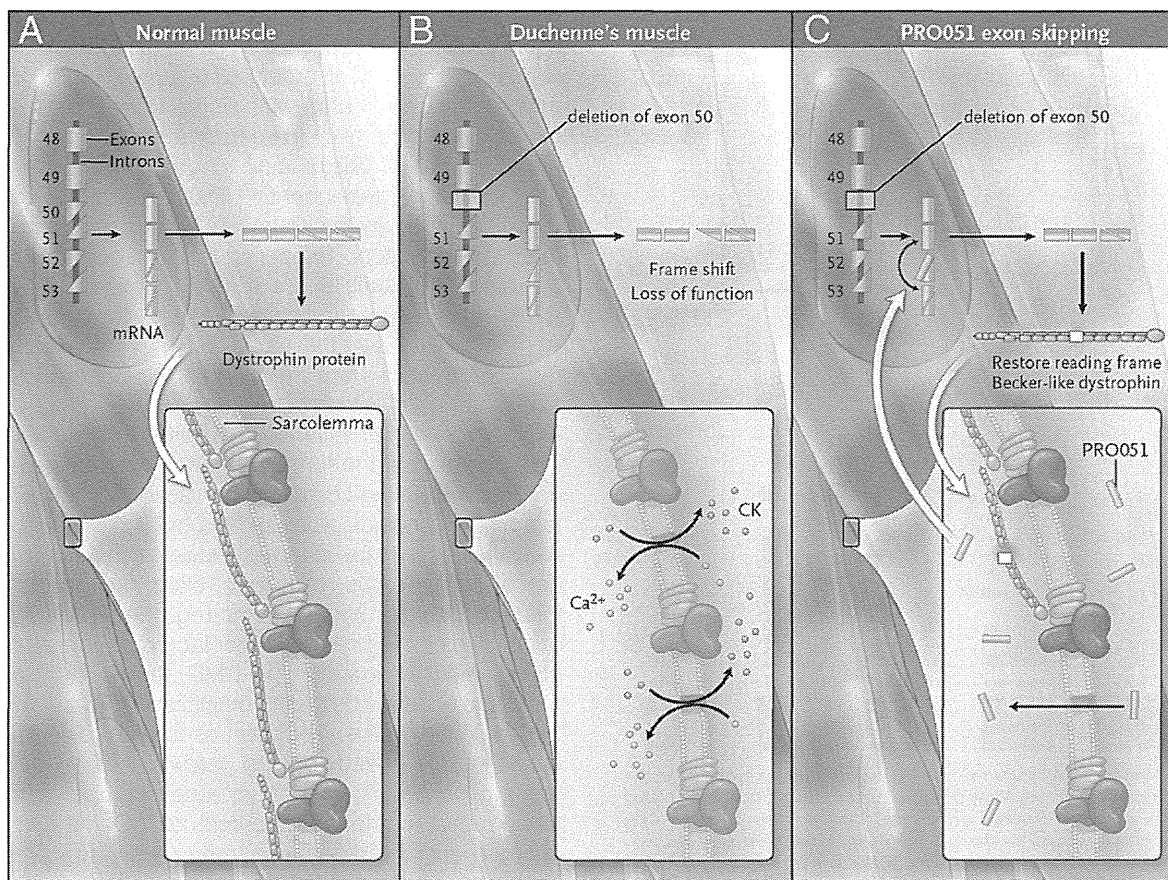 A
Normal muscle
48
Exons
Introns
49
50
51
52
53
mRNA
Dystrophin protein
Sarcolemma
B
Duchenne's muscle
deletion of exon 50
48
49
51
52
53
Frame shift
Loss of function
CK
Ca²⁺
C
PRO051 exon skipping
deletion of exon 50
48
49
51
52
53
Restore reading frame
Becker-like dystrophin
PRO051